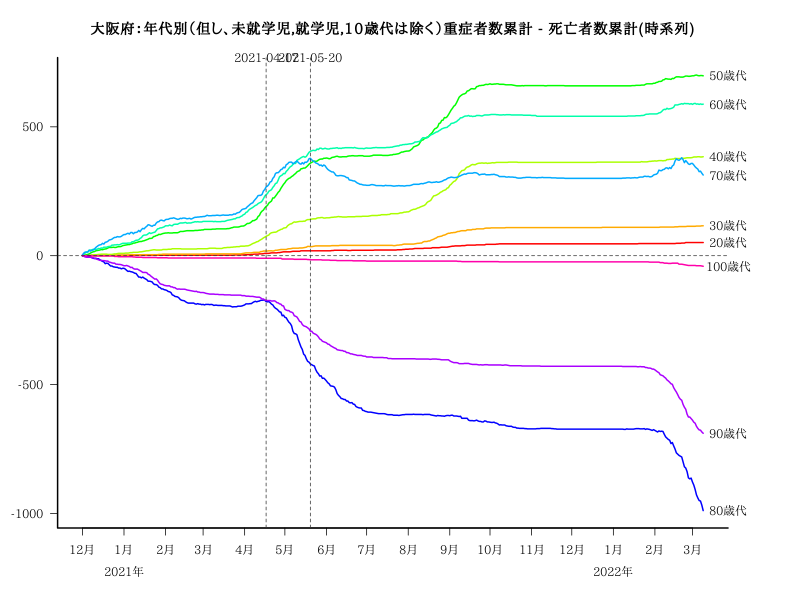 大阪府：年代別（但し、未就学児,就学児,１０歳代は除く）重症者数累計 - 死亡者数累計(時系列)
2021-04-17
2021-05-20
50歳代
60歳代
500
40歳代
70歳代
30歳代
20歳代
0
100歳代
-500
90歳代
80歳代
-1000
12月 1月 2月 3月 4月 5月 6月 7月 8月 9月 10月 11月 12月 1月 2月 3月
2021年 2022年